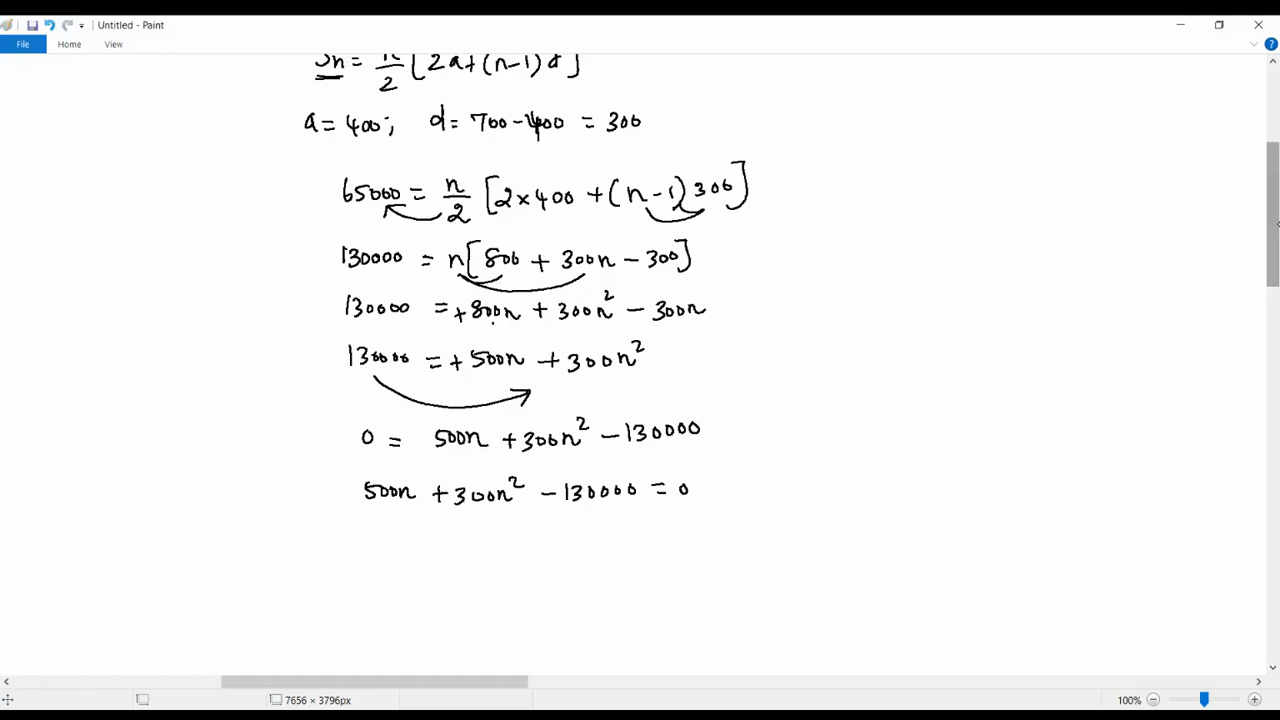 Untitled - Paint
File Home View
Sn = n/2 [2a+(n-1)d]
a = 400; d = 700-400 = 300
65000 = n/2 [2×400 + (n-1)300]
130000 = n[800 + 300n - 300]
130000 = +800n + 300n² - 300n
130000 = +500n + 300n²
0 = 500n + 300n² - 130000
500n + 300n² - 130000 = 0
7656 × 3796px 100%